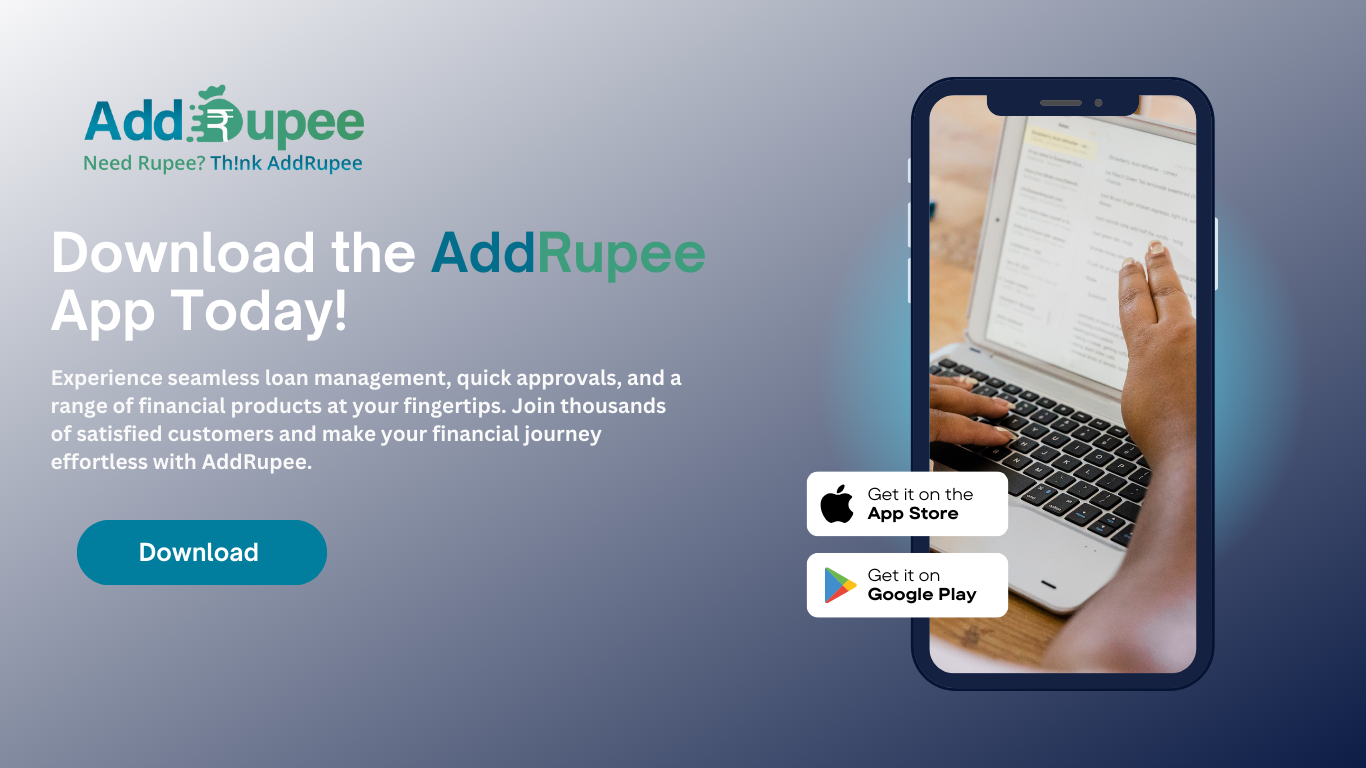 AddRupee
Need Rupee? Th!nk AddRupee
Download the AddRupee
App Today!
Experience seamless loan management, quick approvals, and a
range of financial products at your fingertips. Join thousands
of satisfied customers and make your financial journey
effortless with AddRupee.
Download
Get it on the
App Store
Get it on
Google Play